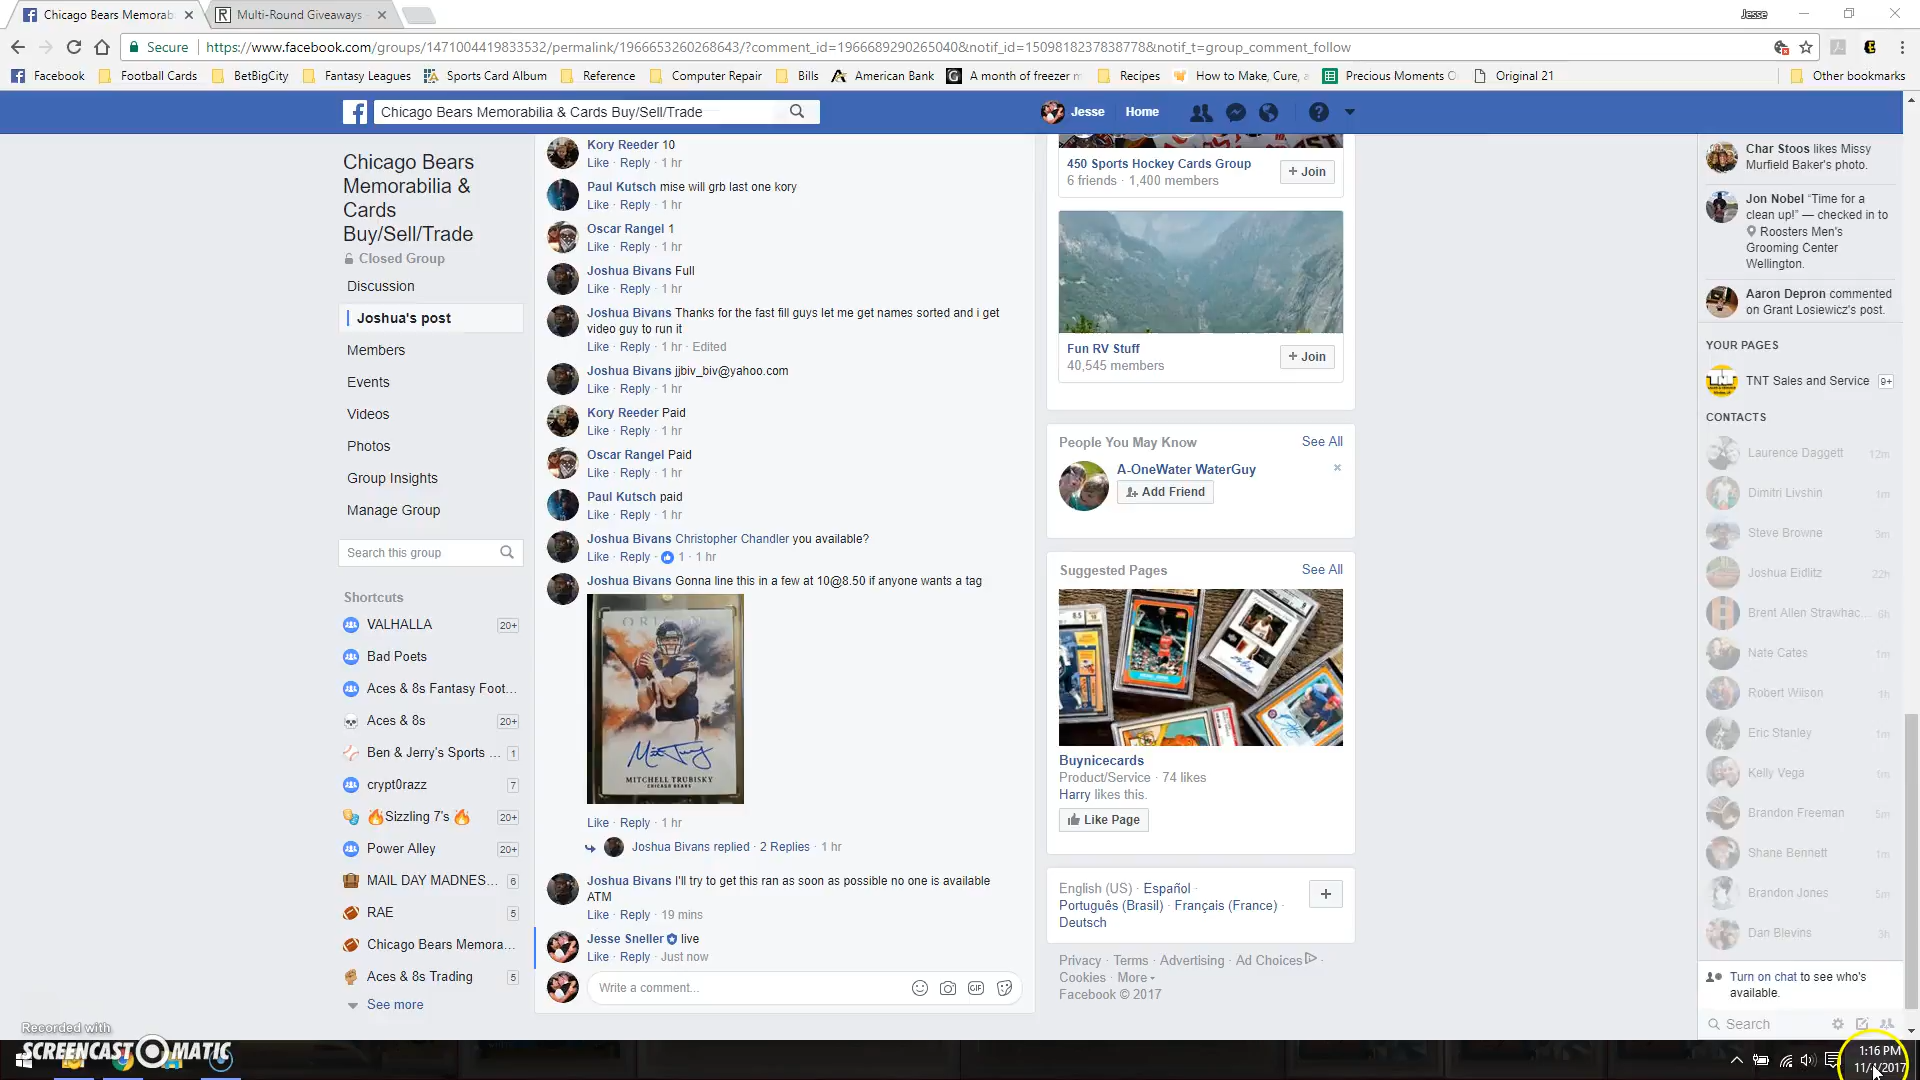 Chicago Bears Memorab
Multi-Round Giveaways
Jesse
Secure
https://www.facebook.com/groups/1471004419833532/permalink/1966653260268643/?comment_id=1966689290265040&notif_id=1509818237838778&notif_t=group_comment_follow
Facebook
Football Cards
BetBigCity
Fantasy Leagues
Sports Card Album
Reference
Computer Repair
Bills
American Bank
A month of freezer m
Recipes
How to Make, Cure, a
Precious Moments O
Original 21
Other bookmarks
Chicago Bears Memorabilia & Cards Buy/Sell/Trade
Jesse
Home
Chicago Bears
Memorabilia &
Cards
Buy/Sell/Trade
Closed Group
Discussion
Joshua's post
Members
Events
Videos
Photos
Group Insights
Manage Group
Search this group
Shortcuts
VALHALLA 20+
Bad Poets
Aces & 8s Fantasy Foot...
Aces & 8s 20+
Ben & Jerry's Sports ... 1
crypt0razz 7
🔥Sizzling 7's 🔥 20+
Power Alley 20+
MAIL DAY MADNES... 6
RAE 5
Chicago Bears Memora...
Aces & 8s Trading 5
See more
Kory Reeder 10
Like · Reply · 1 hr
Paul Kutsch mise will grb last one kory
Like · Reply · 1 hr
Oscar Rangel 1
Like · Reply · 1 hr
Joshua Bivans Full
Like · Reply · 1 hr
Joshua Bivans Thanks for the fast fill guys let me get names sorted and i get
video guy to run it
Like · Reply · 1 hr · Edited
Joshua Bivans jjbiv_biv@yahoo.com
Like · Reply · 1 hr
Kory Reeder Paid
Like · Reply · 1 hr
Oscar Rangel Paid
Like · Reply · 1 hr
Paul Kutsch paid
Like · Reply · 1 hr
Joshua Bivans Christopher Chandler you available?
Like · Reply · 1 · 1 hr
Joshua Bivans Gonna line this in a few at 10@8.50 if anyone wants a tag
MITCHELL TRUBISKY
CHICAGO BEARS
Like · Reply · 1 hr
Joshua Bivans replied · 2 Replies · 1 hr
Joshua Bivans I'll try to get this ran as soon as possible no one is available
ATM
Like · Reply · 19 mins
Jesse Sneller live
Like · Reply · Just now
Write a comment...
GIF
450 Sports Hockey Cards Group
6 friends · 1,400 members
+ Join
Fun RV Stuff
40,545 members
+ Join
People You May Know
See All
A-OneWater WaterGuy
Add Friend
Suggested Pages
See All
Buynicecards
Product/Service · 74 likes
Harry likes this.
Like Page
English (US) · Español ·
Português (Brasil) · Français (France) ·
Deutsch
Privacy · Terms · Advertising · Ad Choices ·
Cookies · More
Facebook © 2017
Char Stoos likes Missy
Murfield Baker's photo.
Jon Nobel “Time for a
clean up!” — checked in to
Roosters Men's
Grooming Center
Wellington.
Aaron Depron commented
on Grant Losiewicz's post.
YOUR PAGES
TNT Sales and Service 9+
CONTACTS
Laurence Daggett 12m
Dimitri Livshin 1m
Steve Browne 3m
Joshua Eidlitz 22h
Brent Allen Strawhac... 6h
Nate Cates 1m
Robert Wilson 1h
Eric Stanley 1m
Kelly Vega 6m
Brandon Freeman 5m
Shane Bennett 1m
Brandon Jones 5m
Dan Blevins 3h
Turn on chat to see who's
available.
Search
Recorded with
SCREENCAST-O-MATIC
1:16 PM